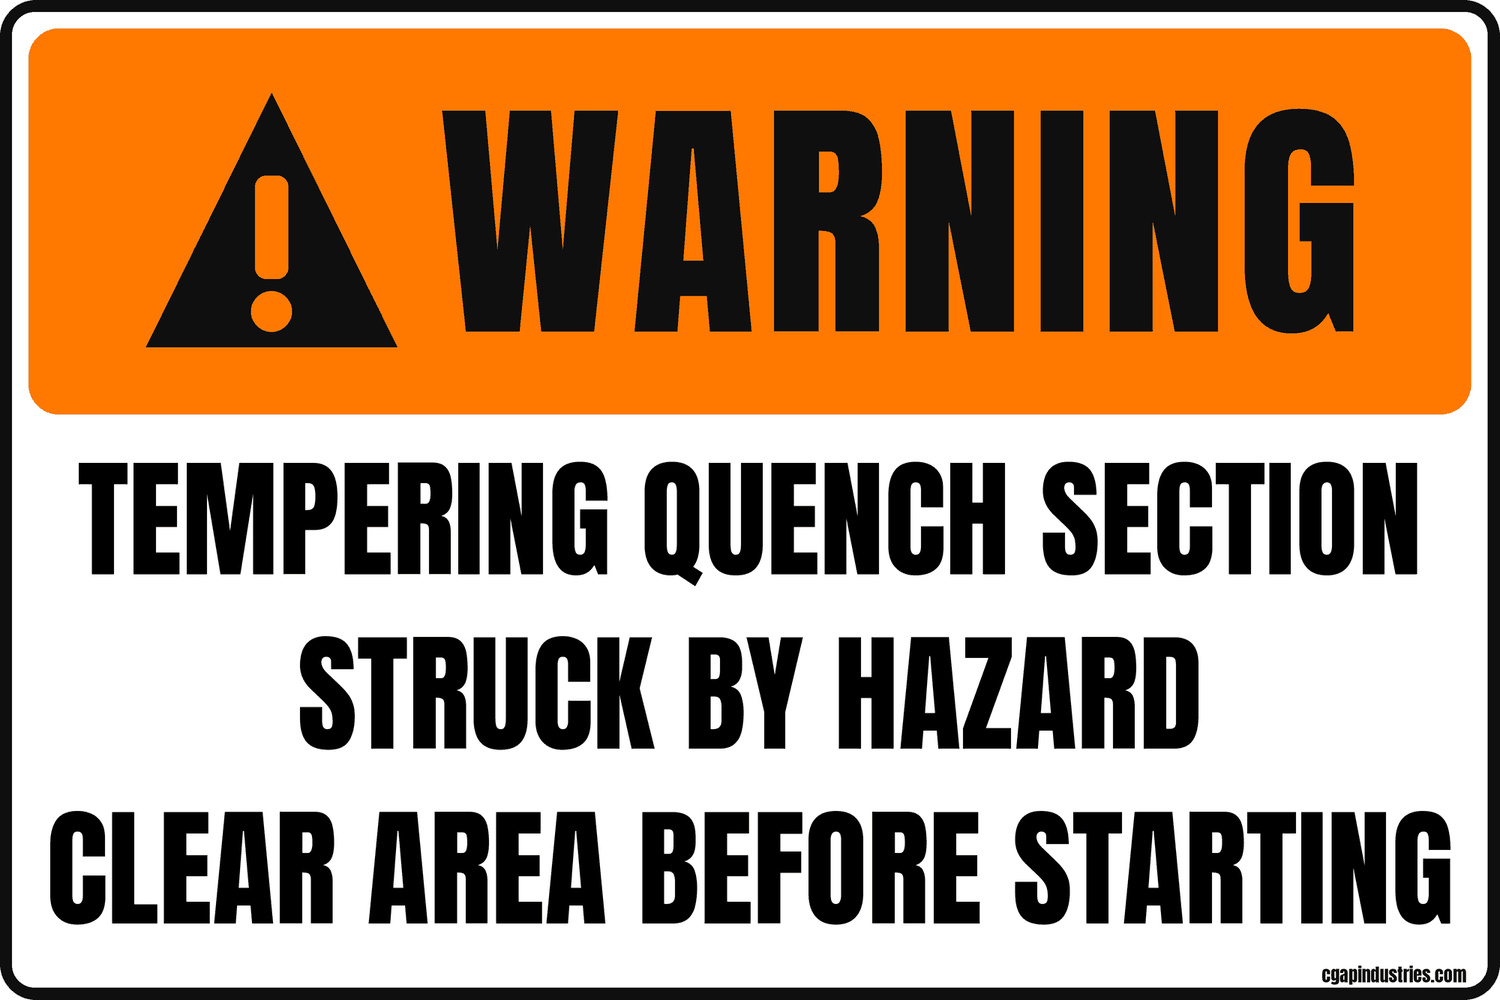 WARNING
TEMPERING QUENCH SECTION
STRUCK BY HAZARD
CLEAR AREA BEFORE STARTING
cgapindustries.com